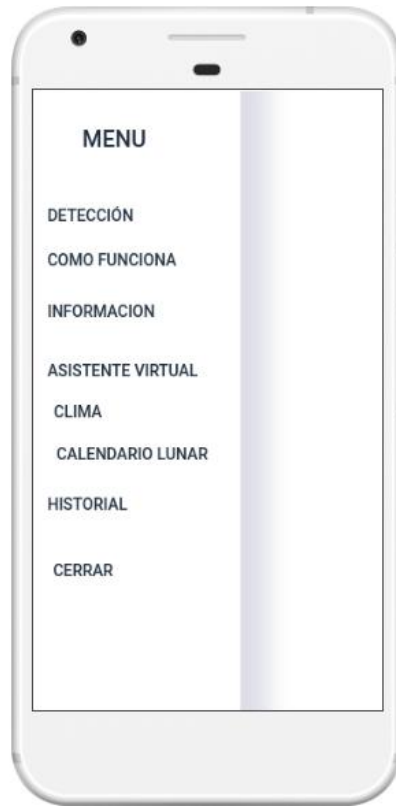 MENU
DETECCIÓN
COMO FUNCIONA
INFORMACION
ASISTENTE VIRTUAL
CLIMA
CALENDARIO LUNAR
HISTORIAL
CERRAR